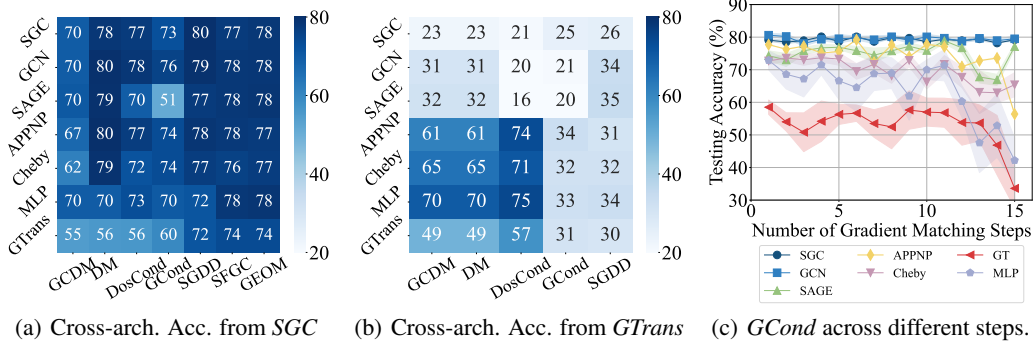 80
SGC 70 78 77 73 80 77 78
GCN 70 80 78 76 79 78 78
SAGE 70 79 70 51 77 78 78
60
APPNP 67 80 77 74 78 78 77
Cheby 62 79 72 74 77 76 77
40
MLP 70 70 73 70 72 78 78
GTrans 55 56 56 60 72 74 74
20
GCDM DM DosCond GCond SGDD SFGC GEOM
(a) Cross-arch. Acc. from SGC
80
SGC 23 23 21 25 26
GCN 31 31 20 21 34
SAGE 32 32 16 20 35
60
APPNP 61 61 74 34 31
Cheby 65 65 71 32 32
40
MLP 70 70 75 33 34
GTrans 49 49 57 31 30
20
GCDM DM DosCond GCond SGDD
(b) Cross-arch. Acc. from GTrans
Testing Accuracy (%)
90
80
70
60
50
40
30
0 5 10 15
Number of Gradient Matching Steps
SGC APPNP GT
GCN Cheby MLP
SAGE
(c) GCond across different steps.